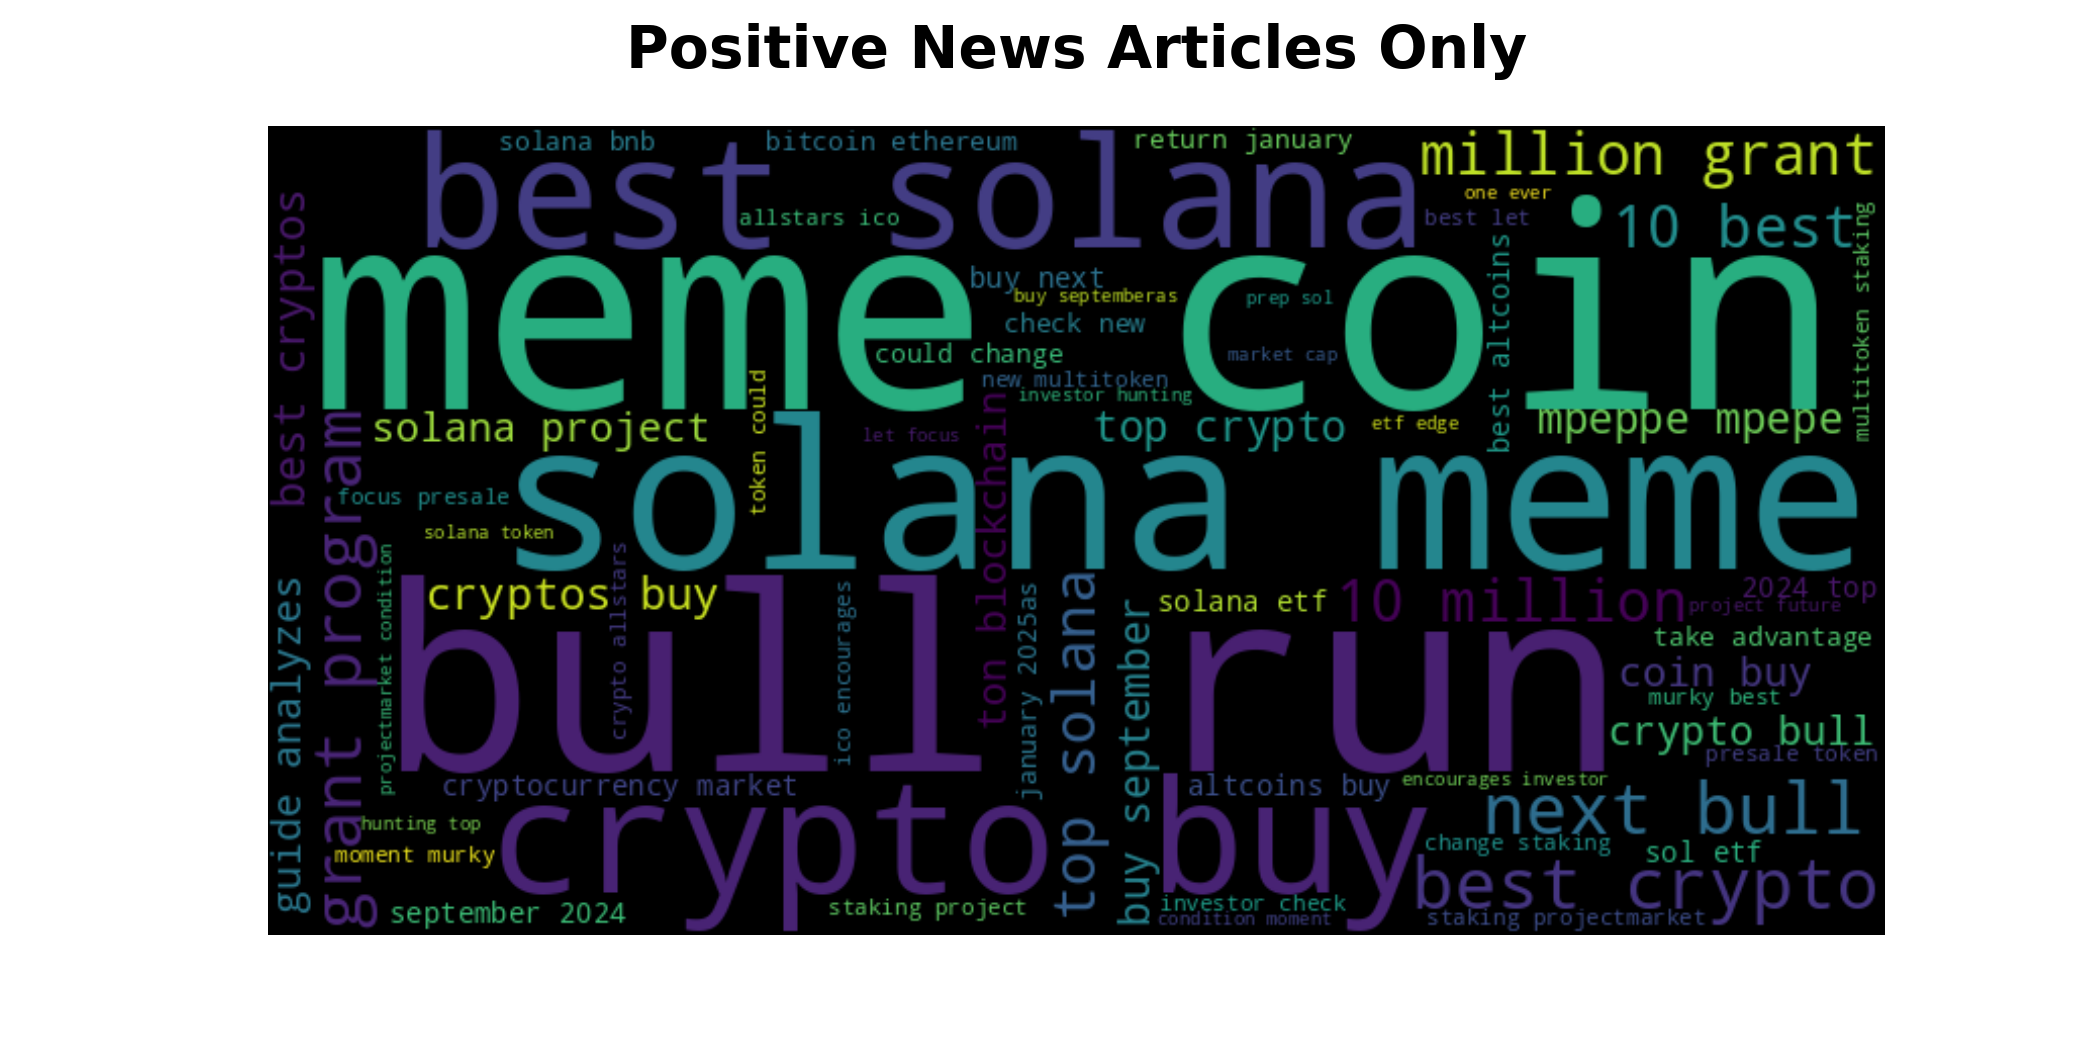 Positive News Articles Only
solana bnb
bitcoin ethereum
return january
million grant
best solana
one ever
allstars ico
best let
10 best
best cryptos
meme coin
buy next
buy septemberas
prep sol
check new
could change
market cap
new multitoken
investor hunting
best altcoins
multitoken staking
solana project
token could
let focus
top crypto
etf edge
mpeppe mpepe
grant program
focus presale
solana meme
solana token
ton blockchain
guide analyzes
projectmarket condition
cryptos buy
crypto allstars
ico encourages
january 2025as
top solana
buy september
solana etf
10 million
2024 top
project future
bull run
take advantage
coin buy
murky best
crypto bull
presale token
cryptocurrency market
altcoins buy
encourages investor
next bull
hunting top
moment murky
crypto buy
change staking
sol etf
best crypto
september 2024
staking project
investor check
condition moment
staking projectmarket